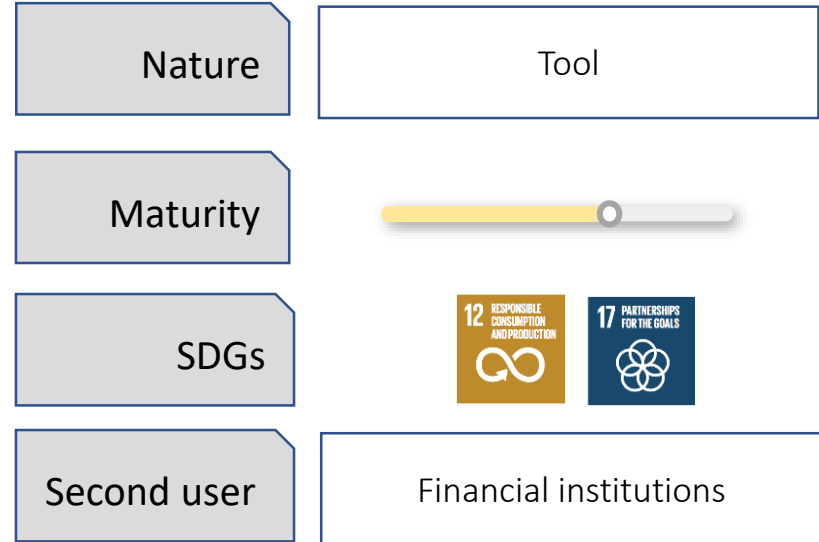 Nature
Tool
Maturity
SDGs
12 RESPONSIBLE
CONSUMPTION
AND PRODUCTION
17 PARTNERSHIPS
FOR THE GOALS
Second user
Financial institutions